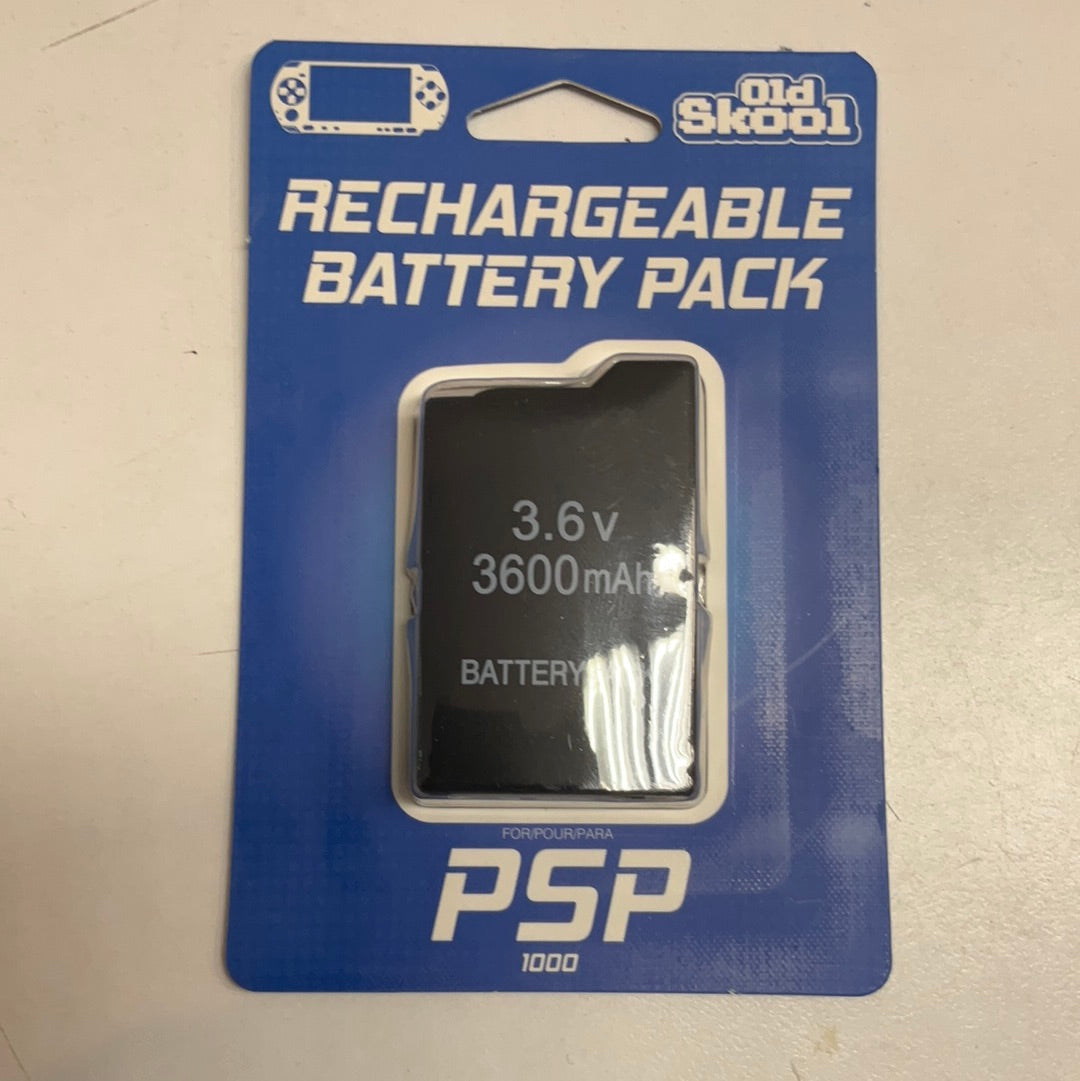 Old
Skool
RECHARGEABLE
BATTERY PACK
3.6v
3600mAh
BATTERY
FOR/POUR/PARA
PSP
1000